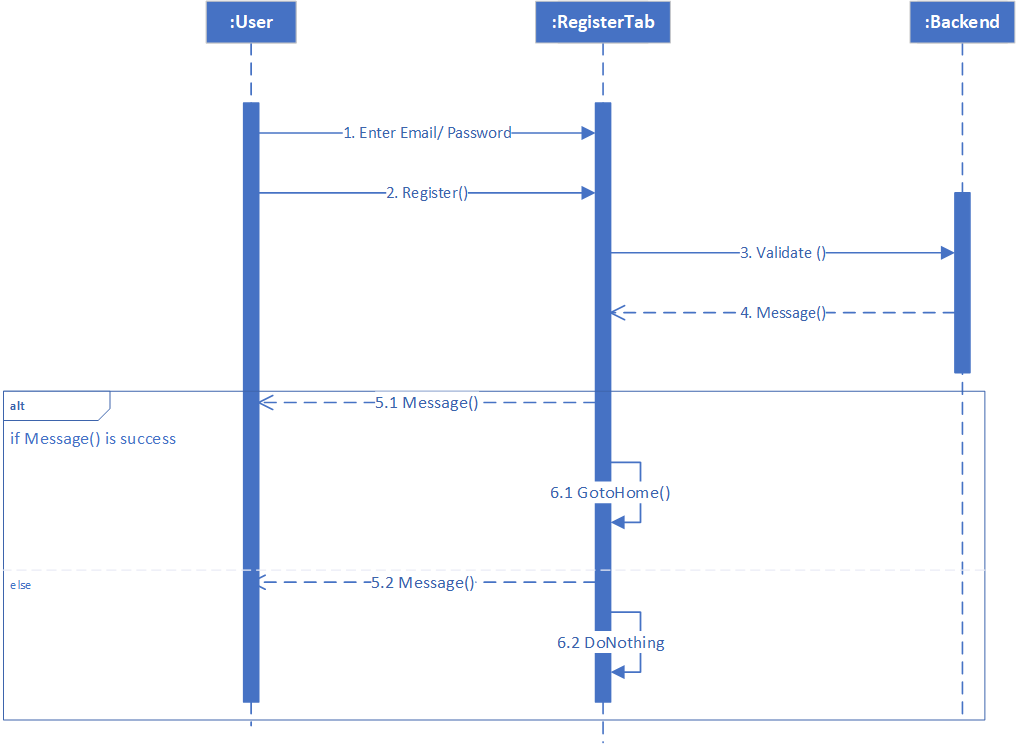 :User
:RegisterTab
:Backend
1. Enter Email/ Password
2. Register()
3. Validate ()
4. Message()
alt
5.1 Message()
if Message() is success
6.1 GotoHome()
else
5.2 Message()
6.2 DoNothing